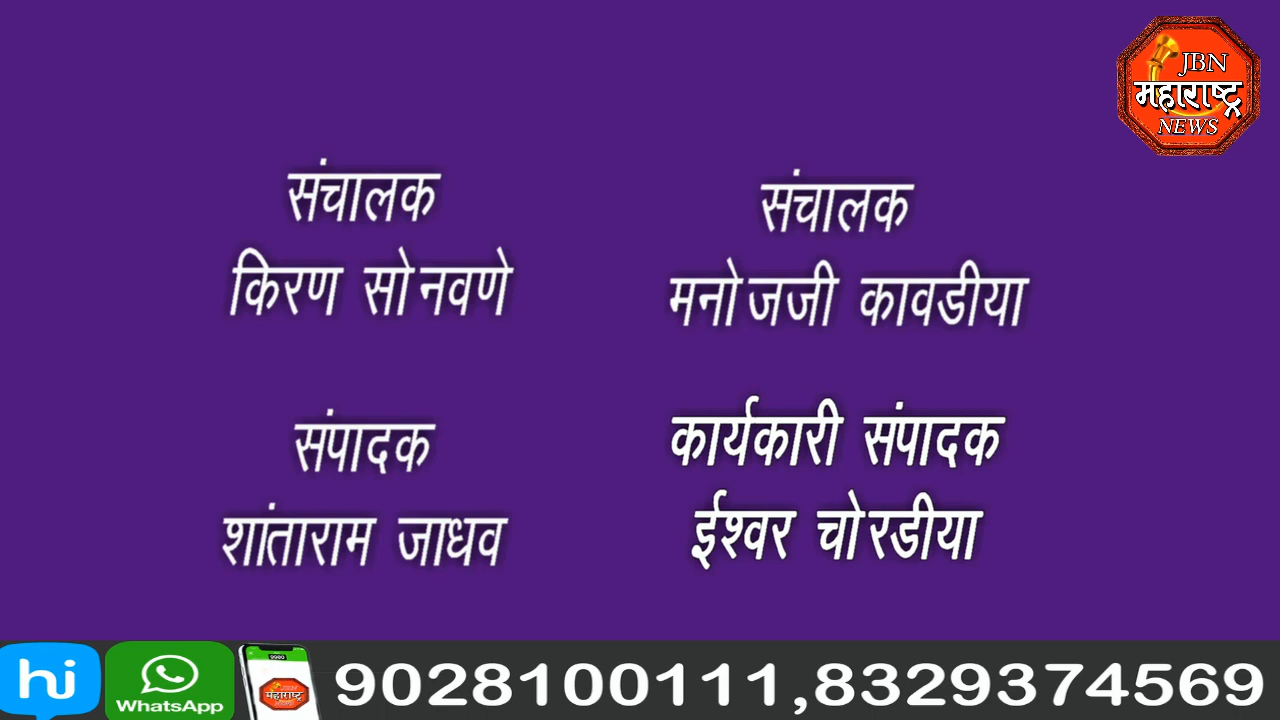 JBN
महाराष्ट्र
NEWS
संचालक
किरण सोनवणे
संचालक
मनोजजी कावडीया
संपादक
शांताराम जाधव
कार्यकारी संपादक
ईश्वर चोरडीया
hi
WhatsApp
महाराष्ट्र
9028100111,8329374569